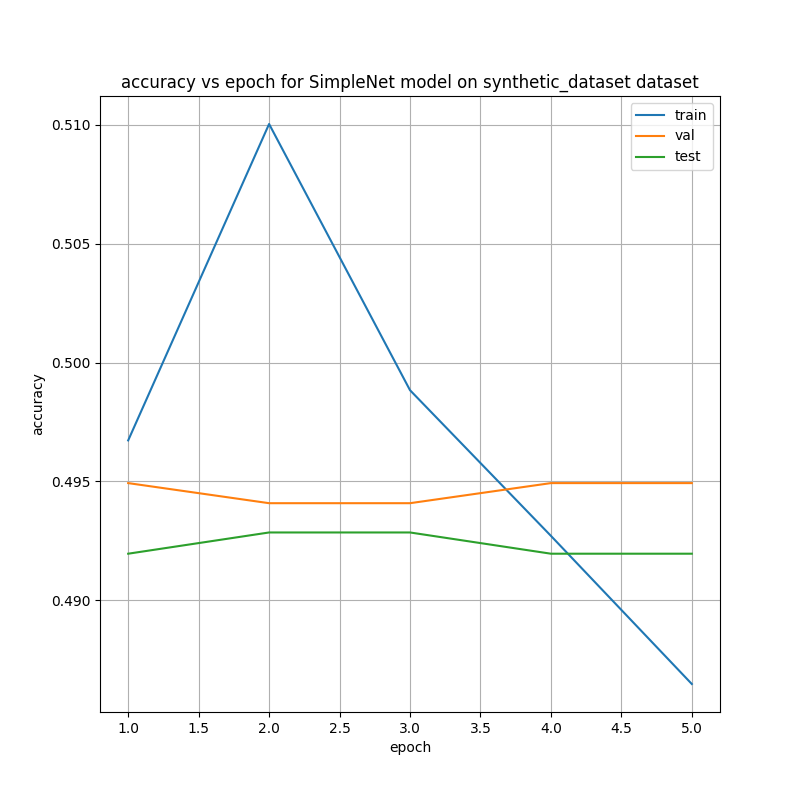 accuracy vs epoch for SimpleNet model on synthetic_dataset dataset
train
val
test
0.510
0.505
0.500
0.495
0.490
accuracy
1.0 1.5 2.0 2.5 3.0 3.5 4.0 4.5 5.0
epoch